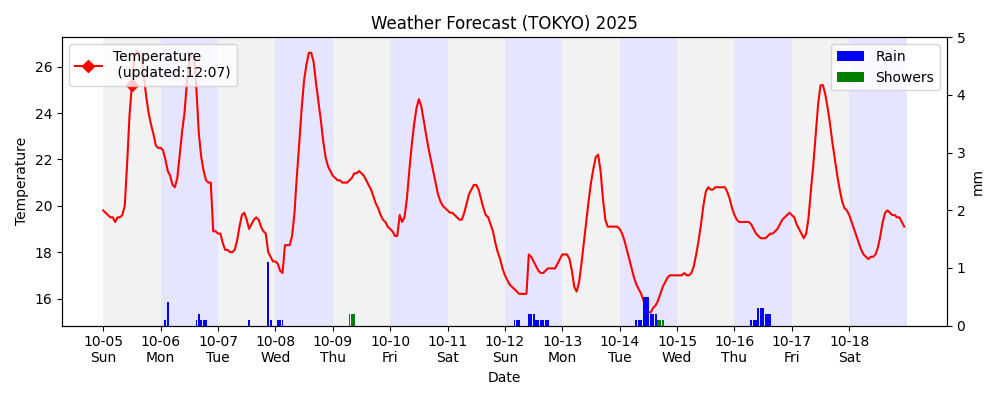 Weather Forecast (TOKYO) 2025
Temperature
(updated:12:07)
Rain
Showers
Temperature
26
24
22
20
18
16
5
4
3
2
1
0
mm
10-05 10-06 10-07 10-08 10-09 10-10 10-11 10-12 10-13 10-14 10-15 10-16 10-17 10-18
Sun Mon Tue Wed Thu Fri Sat Sun Mon Tue Wed Thu Fri Sat
Date